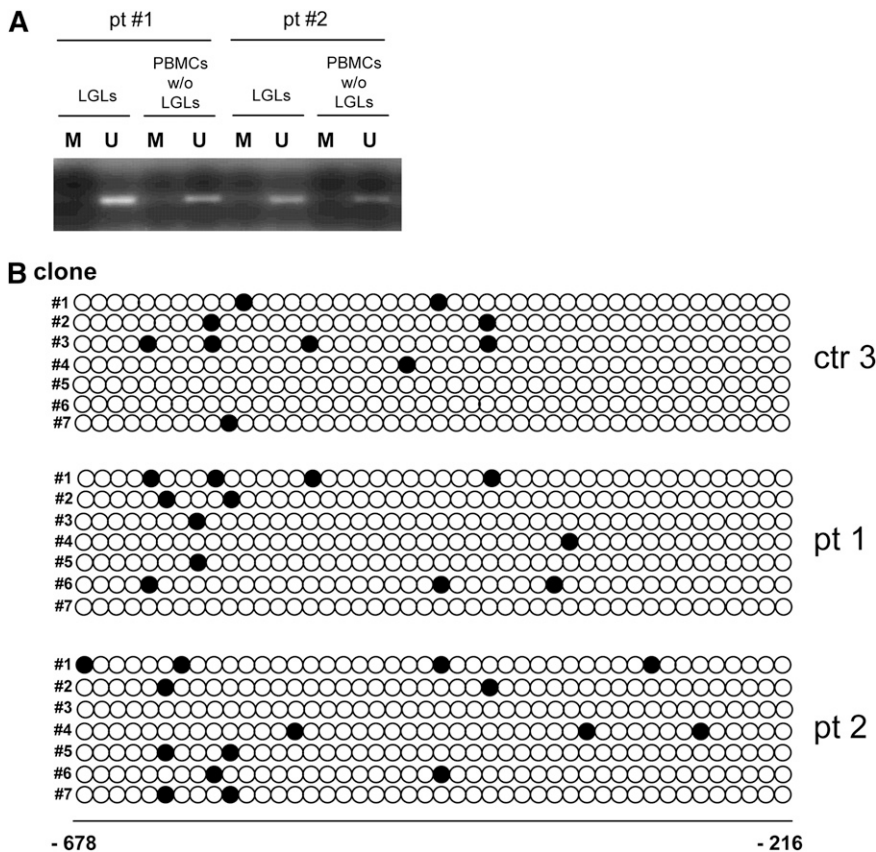 A
pt #1 pt #2
LGLs PBMCs w/o LGLs LGLs PBMCs w/o LGLs
M U M U M U M U
B clone
#1
#2
#3
#4
#5
#6
#7
ctr 3
#1
#2
#3
#4
#5
#6
#7
pt 1
#1
#2
#3
#4
#5
#6
#7
pt 2
- 678 - 216